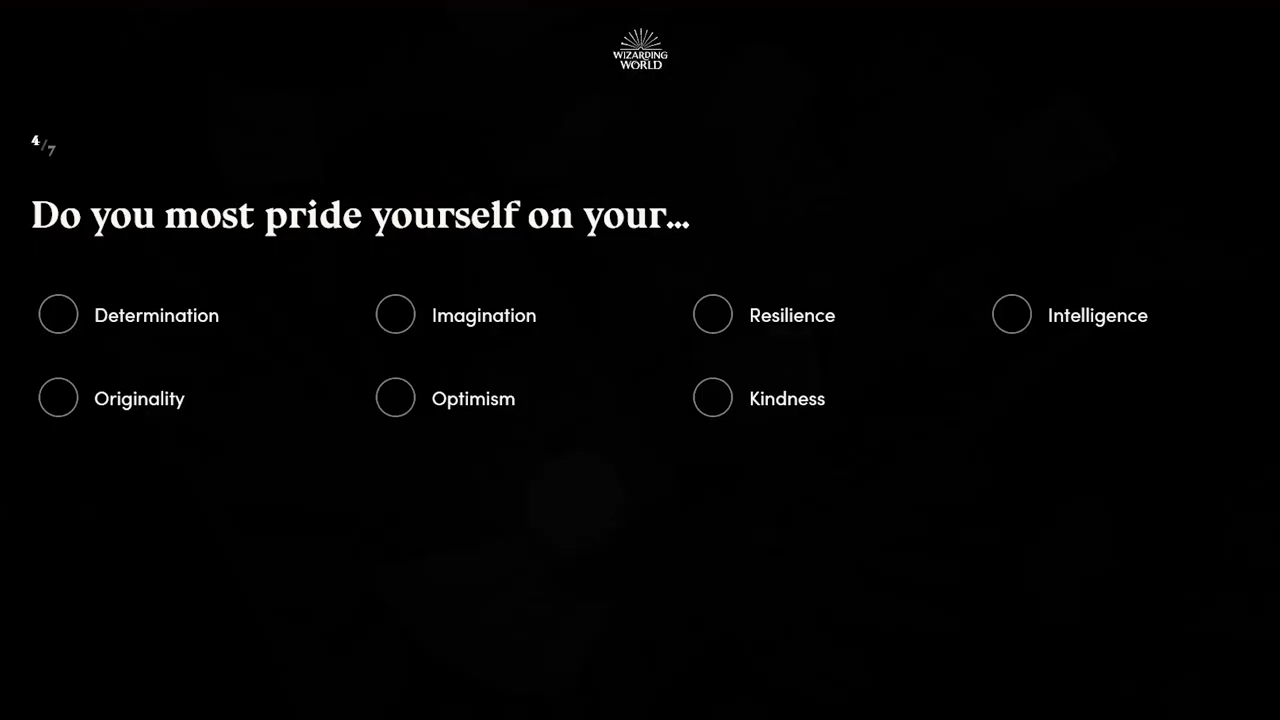 WIZARDING
WORLD
4/7
Do you most pride yourself on your...
Determination
Imagination
Resilience
Intelligence
Originality
Optimism
Kindness